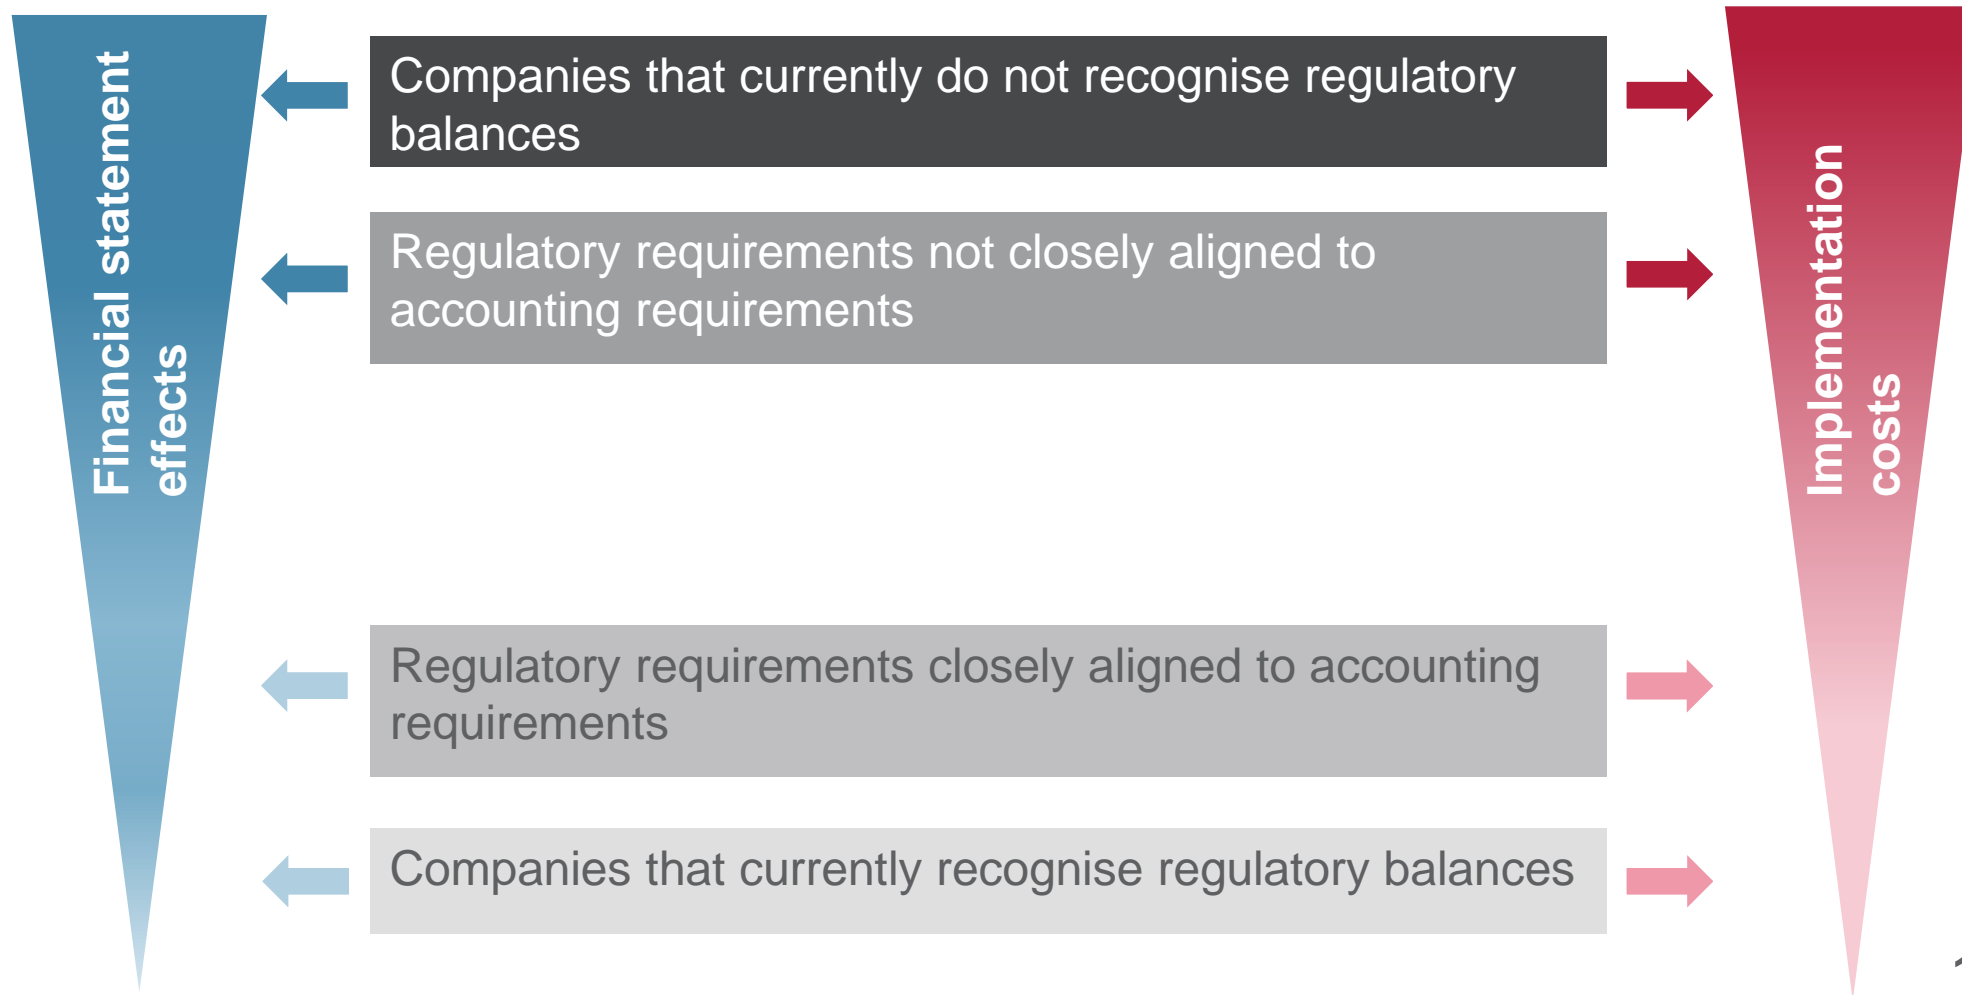 Financial statement
effects
Companies that currently do not recognise regulatory
balances
Regulatory requirements not closely aligned to
accounting requirements
Regulatory requirements closely aligned to accounting
requirements
Companies that currently recognise regulatory balances
Implementation
costs